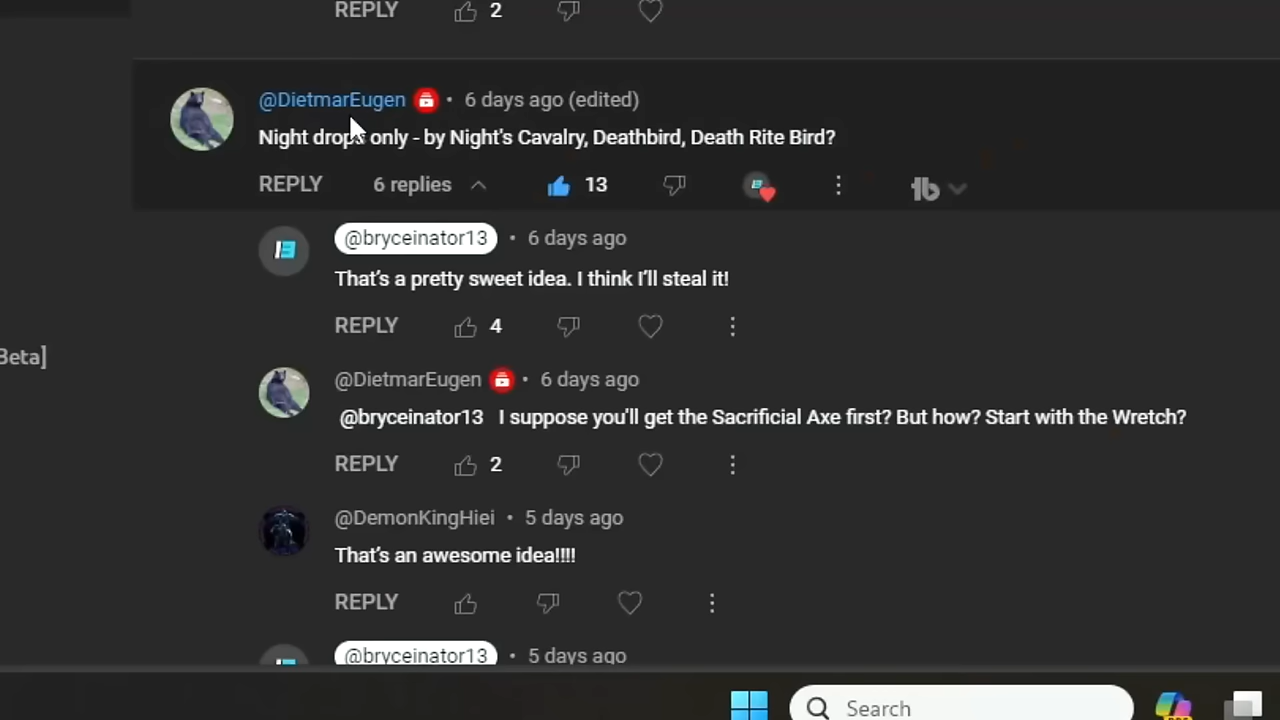 REPLY 2
@DietmarEugen • 6 days ago (edited)
Night drops only - by Night's Cavalry, Deathbird, Death Rite Bird?
REPLY 6 replies 13
@bryceinator13 • 6 days ago
That's a pretty sweet idea. I think I'll steal it!
REPLY 4
Beta]
@DietmarEugen • 6 days ago
@bryceinator13 I suppose you'll get the Sacrificial Axe first? But how? Start with the Wretch?
REPLY 2
@DemonKingHiei • 5 days ago
That's an awesome idea!!!!
REPLY
@bryceinator13 • 5 days ago
Search